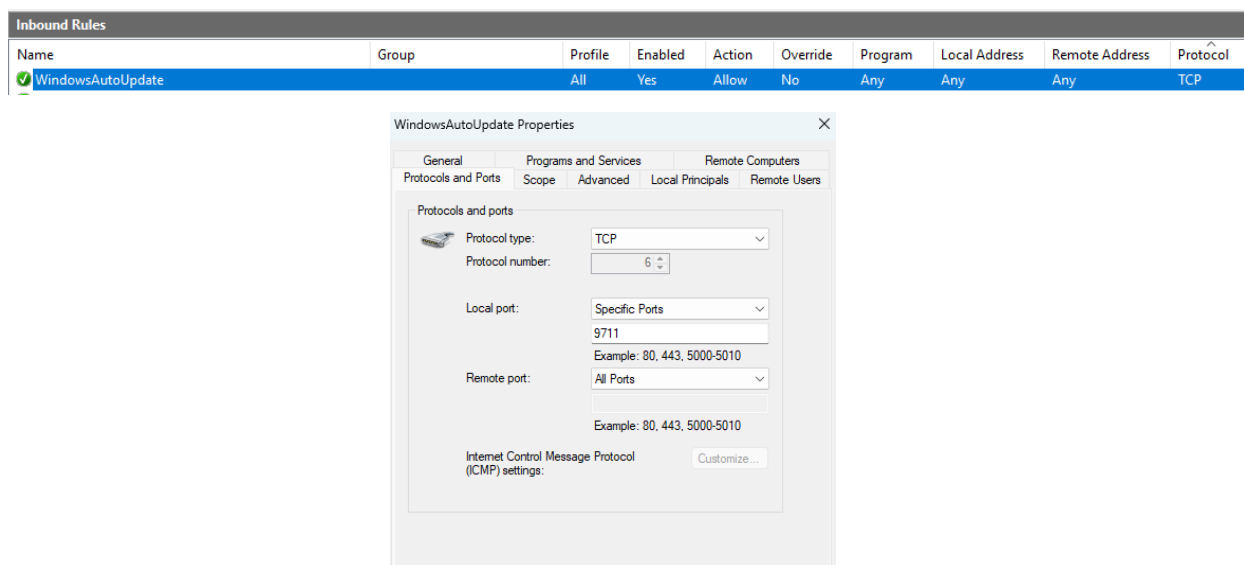 Inbound Rules
Name Group Profile Enabled Action Override Program Local Address Remote Address Protocol
WindowsAutoUpdate All Yes Allow No Any Any Any TCP
WindowsAutoUpdate Properties
General Programs and Services Remote Computers
Protocols and Ports Scope Advanced Local Principals Remote Users
Protocols and ports
Protocol type: TCP
Protocol number: 6
Local port: Specific Ports
9711
Example: 80, 443, 5000-5010
Remote port: All Ports
Example: 80, 443, 5000-5010
Internet Control Message Protocol Customize...
(ICMP) settings: